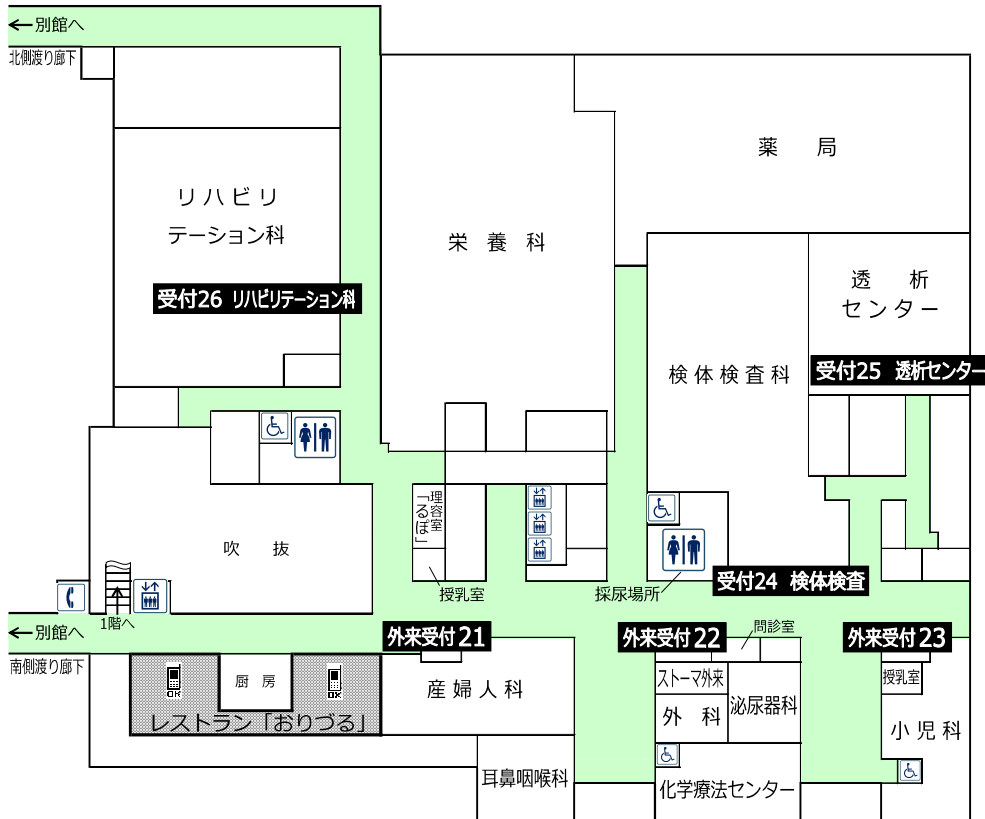 ←別館へ
北側渡り廊下
薬 局
リハビリ
テーション科
栄 養 科
透 析
センター
受付26 リハビリテーション科
検体検査科
受付25 透析センター
理容室
「るぽ」
吹 抜
授乳室
採尿場所
受付24 検体検査
1階へ
←別館へ
外来受付21
外来受付22
問診室
外来受付23
南側渡り廊下
OK
厨 房
OK
産婦人科
ストーマ外来
授乳室
外 科
泌尿器科
レストラン「おりづる」
小児科
耳鼻咽喉科
化学療法センター